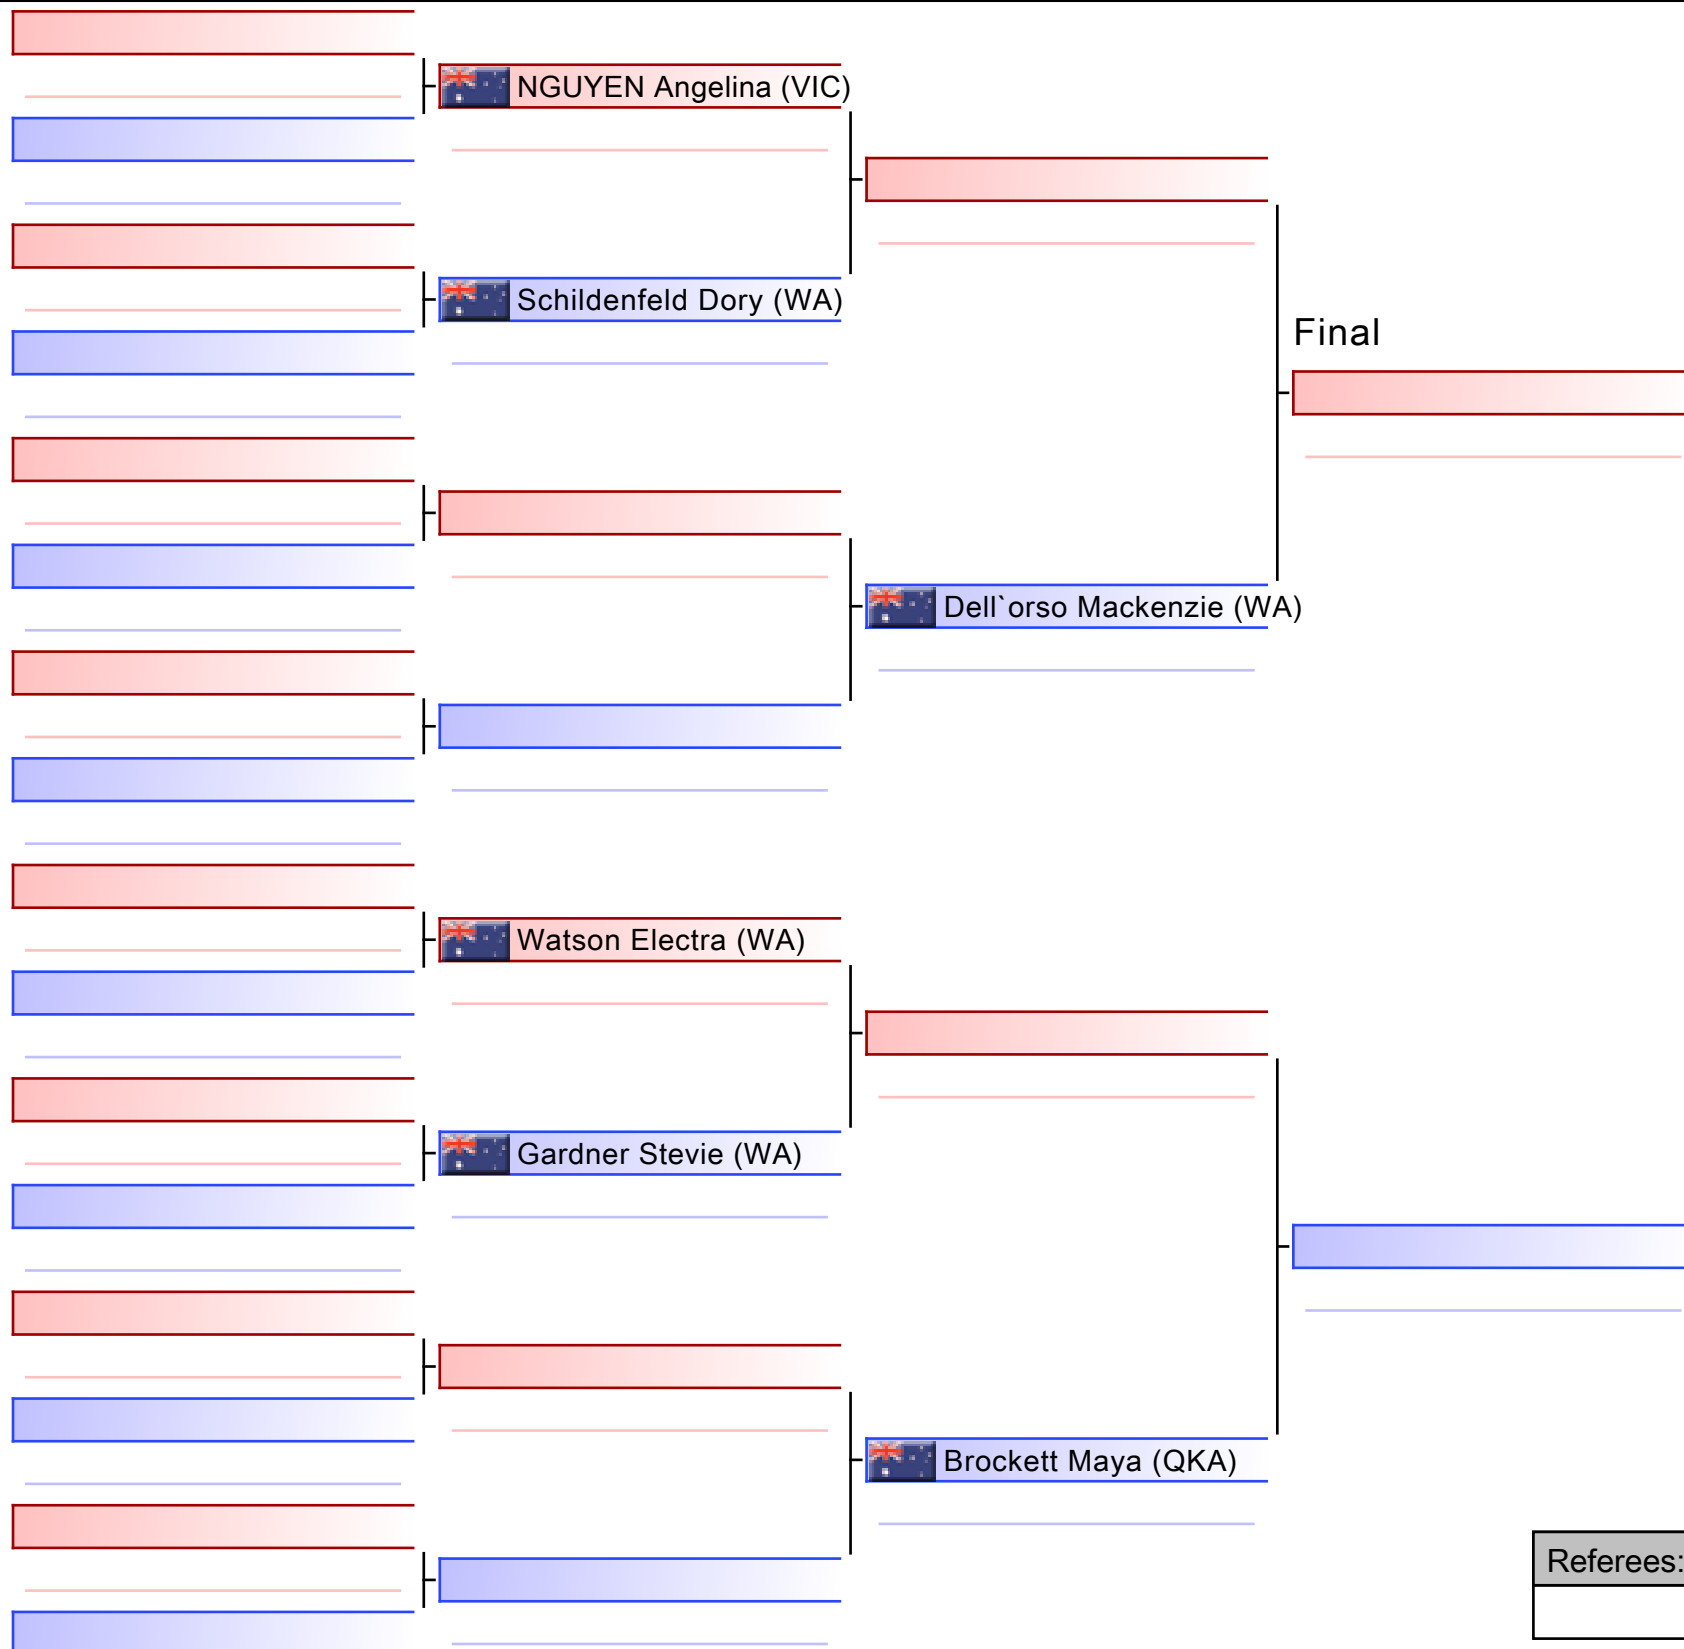 NGUYEN Angelina (VIC)
Schildenfeld Dory (WA)
Final
Dell`orso Mackenzie (WA)
Watson Electra (WA)
Gardner Stevie (WA)
Brockett Maya (QKA)
Referees: